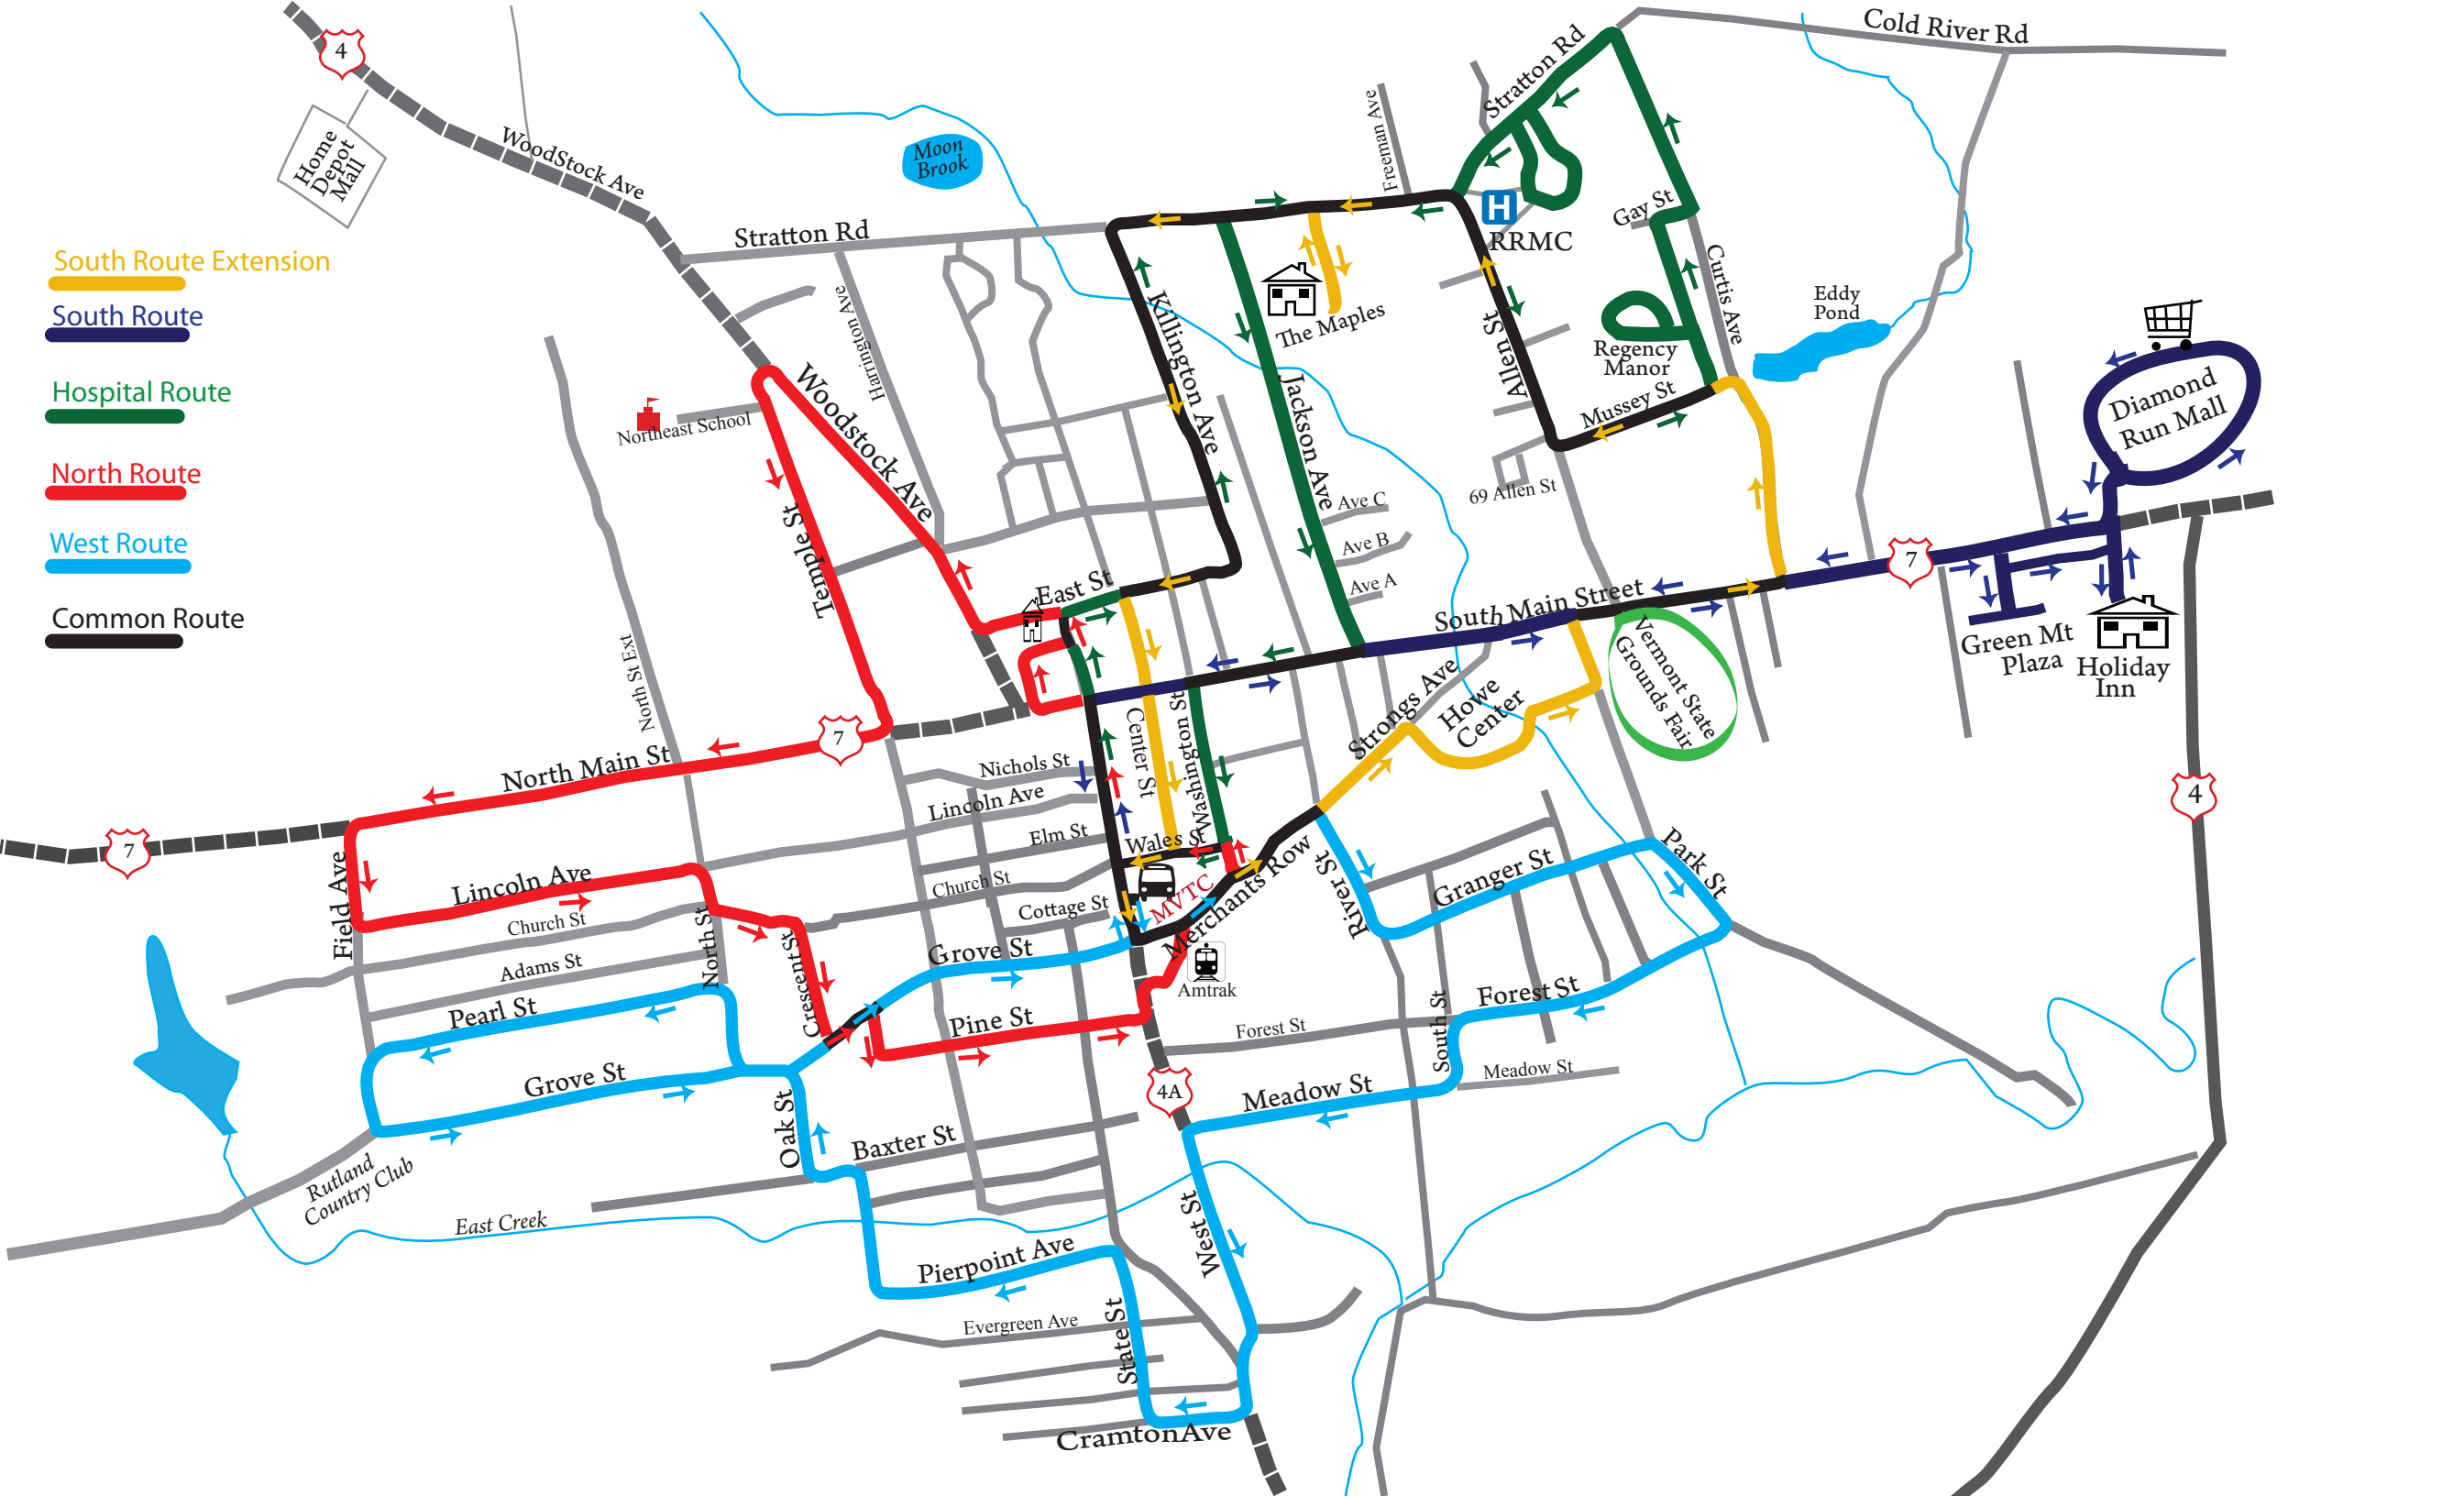 4
Home
Depot
Mall
WoodStock Ave
Stratton Rd
Cold River Rd
Freeman Ave
Moon
Brook
H
RRMC
Gay St
Stratton Rd
South Route Extension
South Route
Hospital Route
North Route
West Route
Common Route
Harrington Ave
Killington Ave
The Maples
Allen St
Regency
Manor
Curtis Ave
Eddy
Pond
Mussey St
Diamond
Run Mall
Northeast School
Woodstock Ave
Jackson Ave
Ave C
Ave B
Ave A
69 Allen St
Temple St
East St
South Main Street
7
Green Mt
Plaza
Holiday
Inn
Vermont State
Grounds Fair
North St Ext
North Main St
7
7
Center St
Washington St
Strongs Ave
Howe
Center
4
Nichols St
Lincoln Ave
Elm St
Wales St
Church St
Cottage St
MVTC
Merchants Row
River St
Granger St
Park St
Field Ave
Lincoln Ave
Church St
Adams St
North St
Crescent St
Grove St
Amtrak
Pearl St
Pine St
Forest St
Forest St
South St
Grove St
Oak St
4A
Meadow St
Meadow St
Baxter St
Rutland
Country Club
East Creek
West St
Pierpoint Ave
Evergreen Ave
State St
CramtonAve